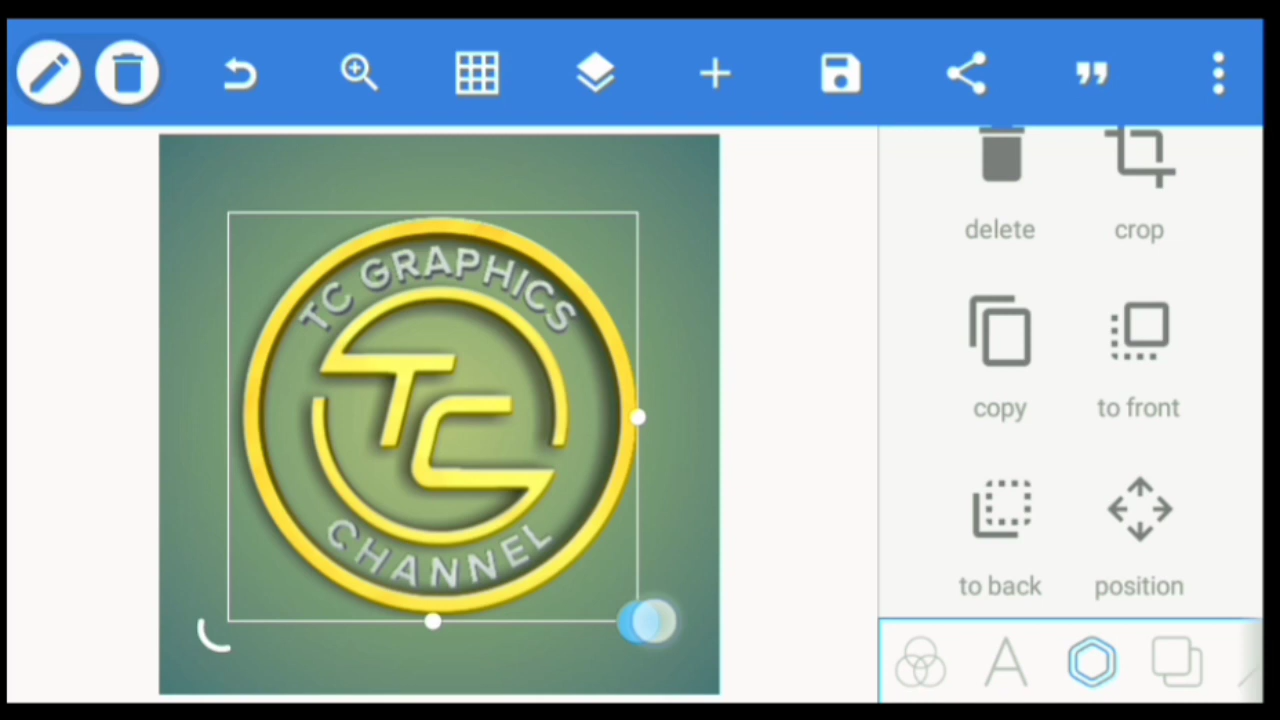 delete
crop
TC GRAPHICS
TC
CHANNEL
copy
to front
to back
position